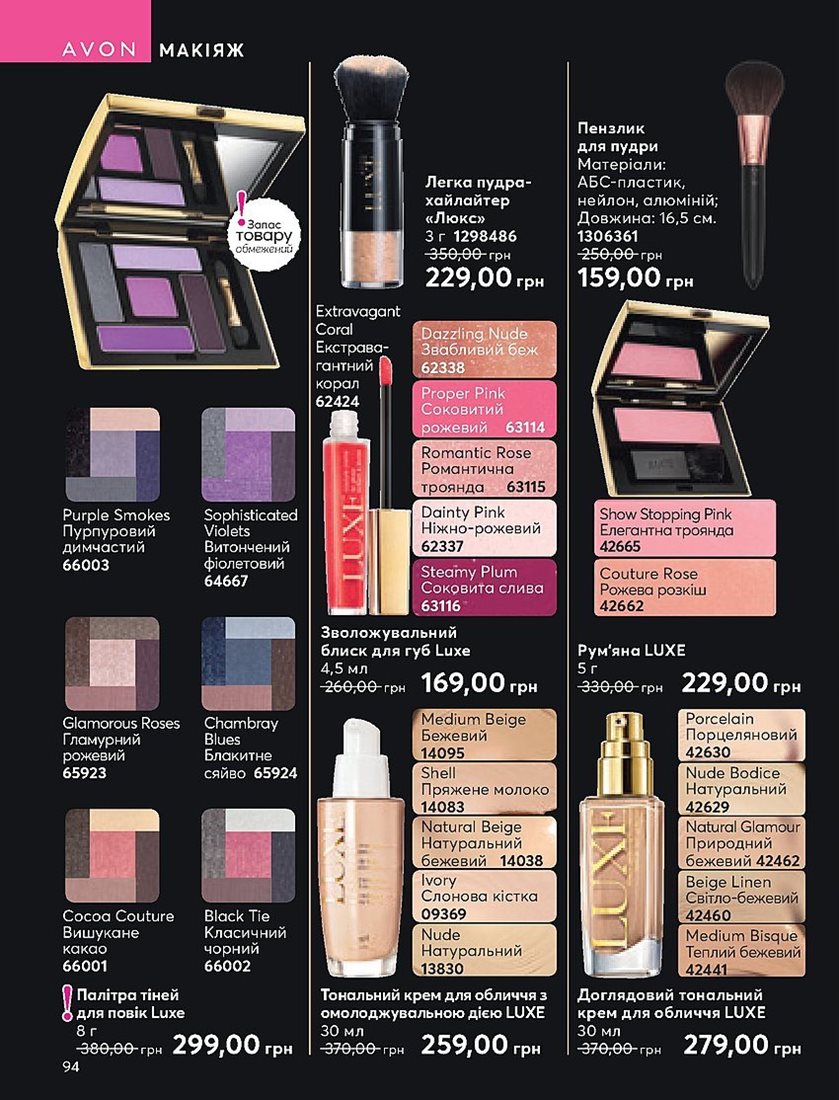 AVON МАКІЯЖ
Запас
товару
обмежений
Purple Smokes
Пурпуровий
димчастий
66003
Sophisticated
Violets
Витончений
фіолетовий
64667
Glamorous Roses
Гламурний
рожевий
65923
Chambray
Blues
Блакитне
сяйво 65924
Cocoa Couture
Вишукане
какао
66001
Black Tie
Класичний
чорний
66002
Палітра тіней
для повік Luxe
8 г
380,00 грн 299,00 грн
94
LUXE
Легка пудра-
хайлайтер
«Люкс»
3 г 1298486
350,00 грн
229,00 грн
Extravagant
Coral
Екстрава-
гантний
корал
62424
Dazzling Nude
Звабливий беж
62338
Proper Pink
Соковитий
рожевий 63114
Romantic Rose
Романтична
троянда 63115
Dainty Pink
Ніжно-рожевий
62337
Steamy Plum
Соковита слива
63116
LUXE
Зволожувальний
блиск для губ Luxe
4,5 мл
260,00 грн 169,00 грн
Medium Beige
Бежевий
14095
Shell
Пряжене молоко
14083
Natural Beige
Натуральний
бежевий 14038
Ivory
Слонова кістка
09369
Nude
Натуральний
13830
LUXE
Тональний крем для обличчя з
омолоджувальною дією LUXE
30 мл
370,00 грн 259,00 грн
Пензлик
для пудри
Матеріали:
АБС-пластик,
нейлон, алюміній;
Довжина: 16,5 см.
1306361
250,00 грн
159,00 грн
Show Stopping Pink
Елегантна троянда
42665
Couture Rose
Рожева розкіш
42662
Рум'яна LUXE
5 г
330,00 грн 229,00 грн
Porcelain
Порцеляновий
42630
Nude Bodice
Натуральний
42629
Natural Glamour
Природний
бежевий 42462
Beige Linen
Світло-бежевий
42460
Medium Bisque
Теплий бежевий
42441
LUXE
Доглядовий тональний
крем для обличчя LUXE
30 мл
370,00 грн 279,00 грн